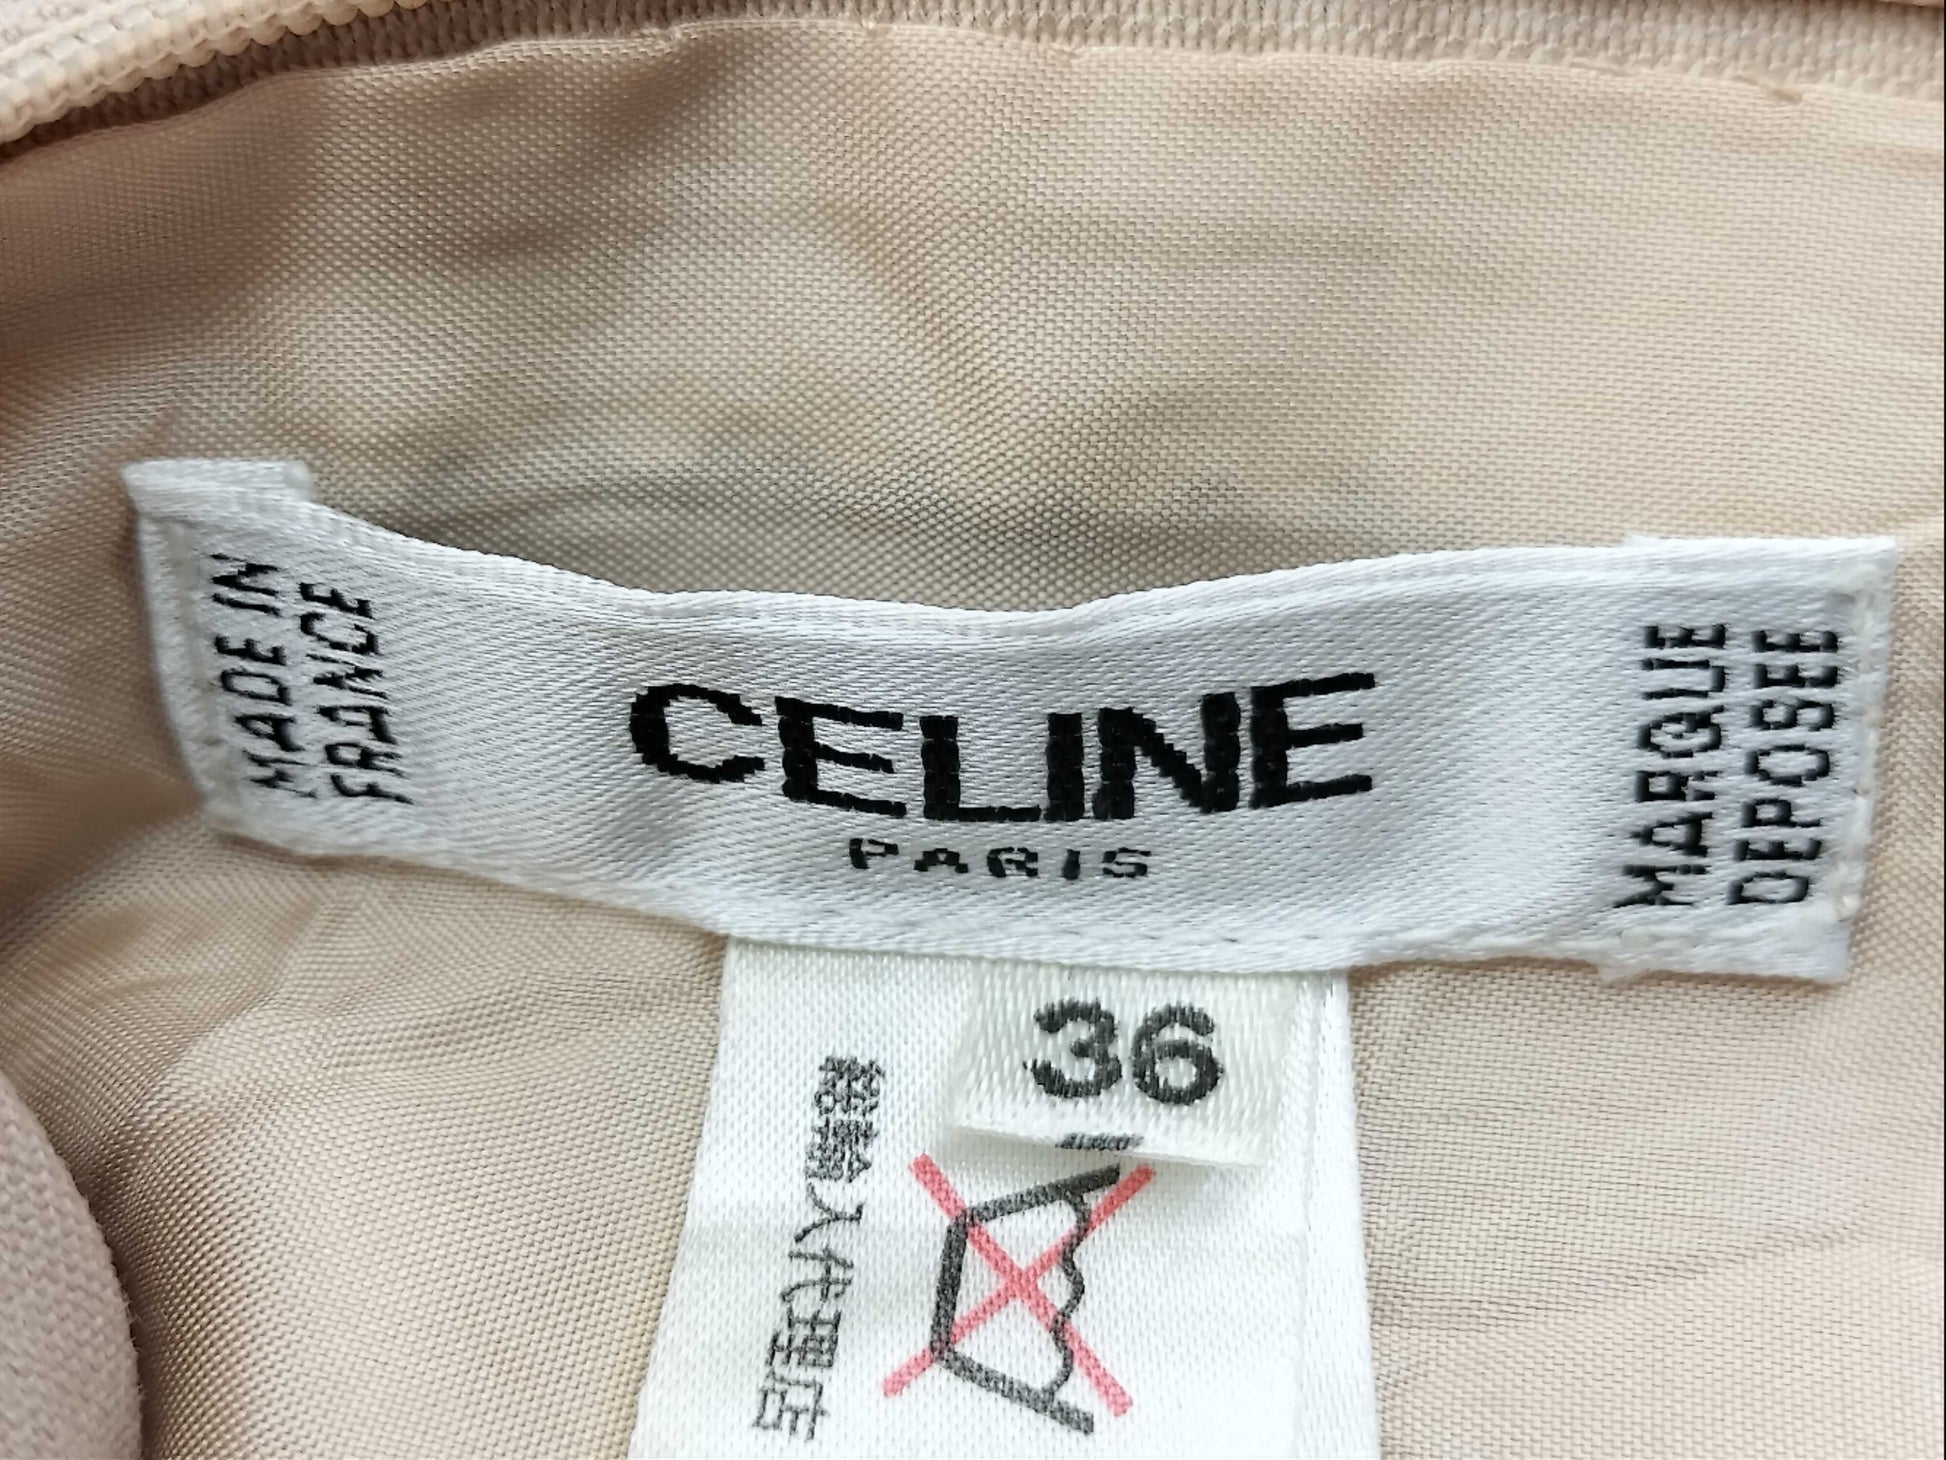 MADE IN
FRANCE
CELINE
PARIS
MARQUE
DEPOSEE
36
総輸入代理店